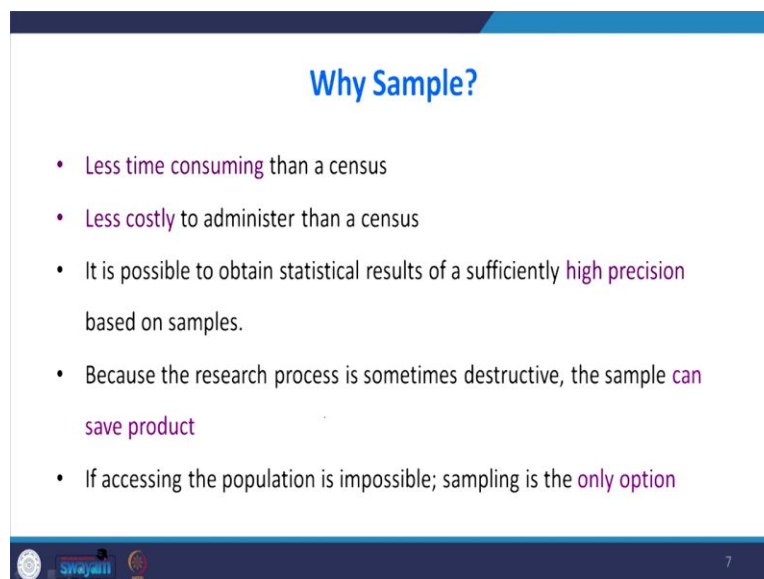 Why Sample?
• Less time consuming than a census
• Less costly to administer than a census
• It is possible to obtain statistical results of a sufficiently high precision
based on samples.
• Because the research process is sometimes destructive, the sample can
save product
• If accessing the population is impossible; sampling is the only option
swayam
7